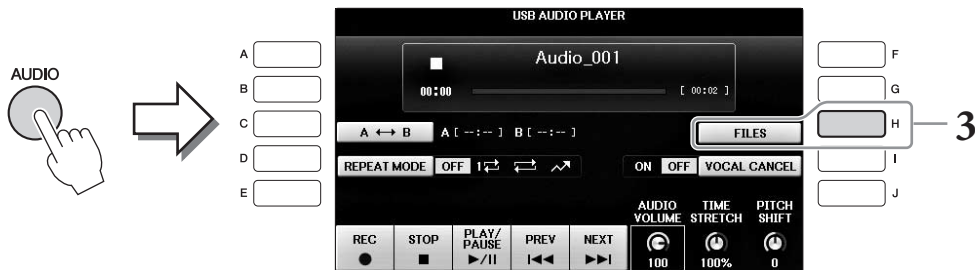 USB AUDIO PLAYER
AUDIO
A
B
C
D
E
Audio_001
00:00
[ 00:02 ]
A ↔ B A [ --:-- ] B [ --:-- ]
FILES
REPEAT MODE OFF 1
ON OFF VOCAL CANCEL
AUDIO VOLUME
TIME STRETCH
PITCH SHIFT
REC
STOP
PLAY/PAUSE
PREV
NEXT
100
100%
0
F
G
H
I
J
3